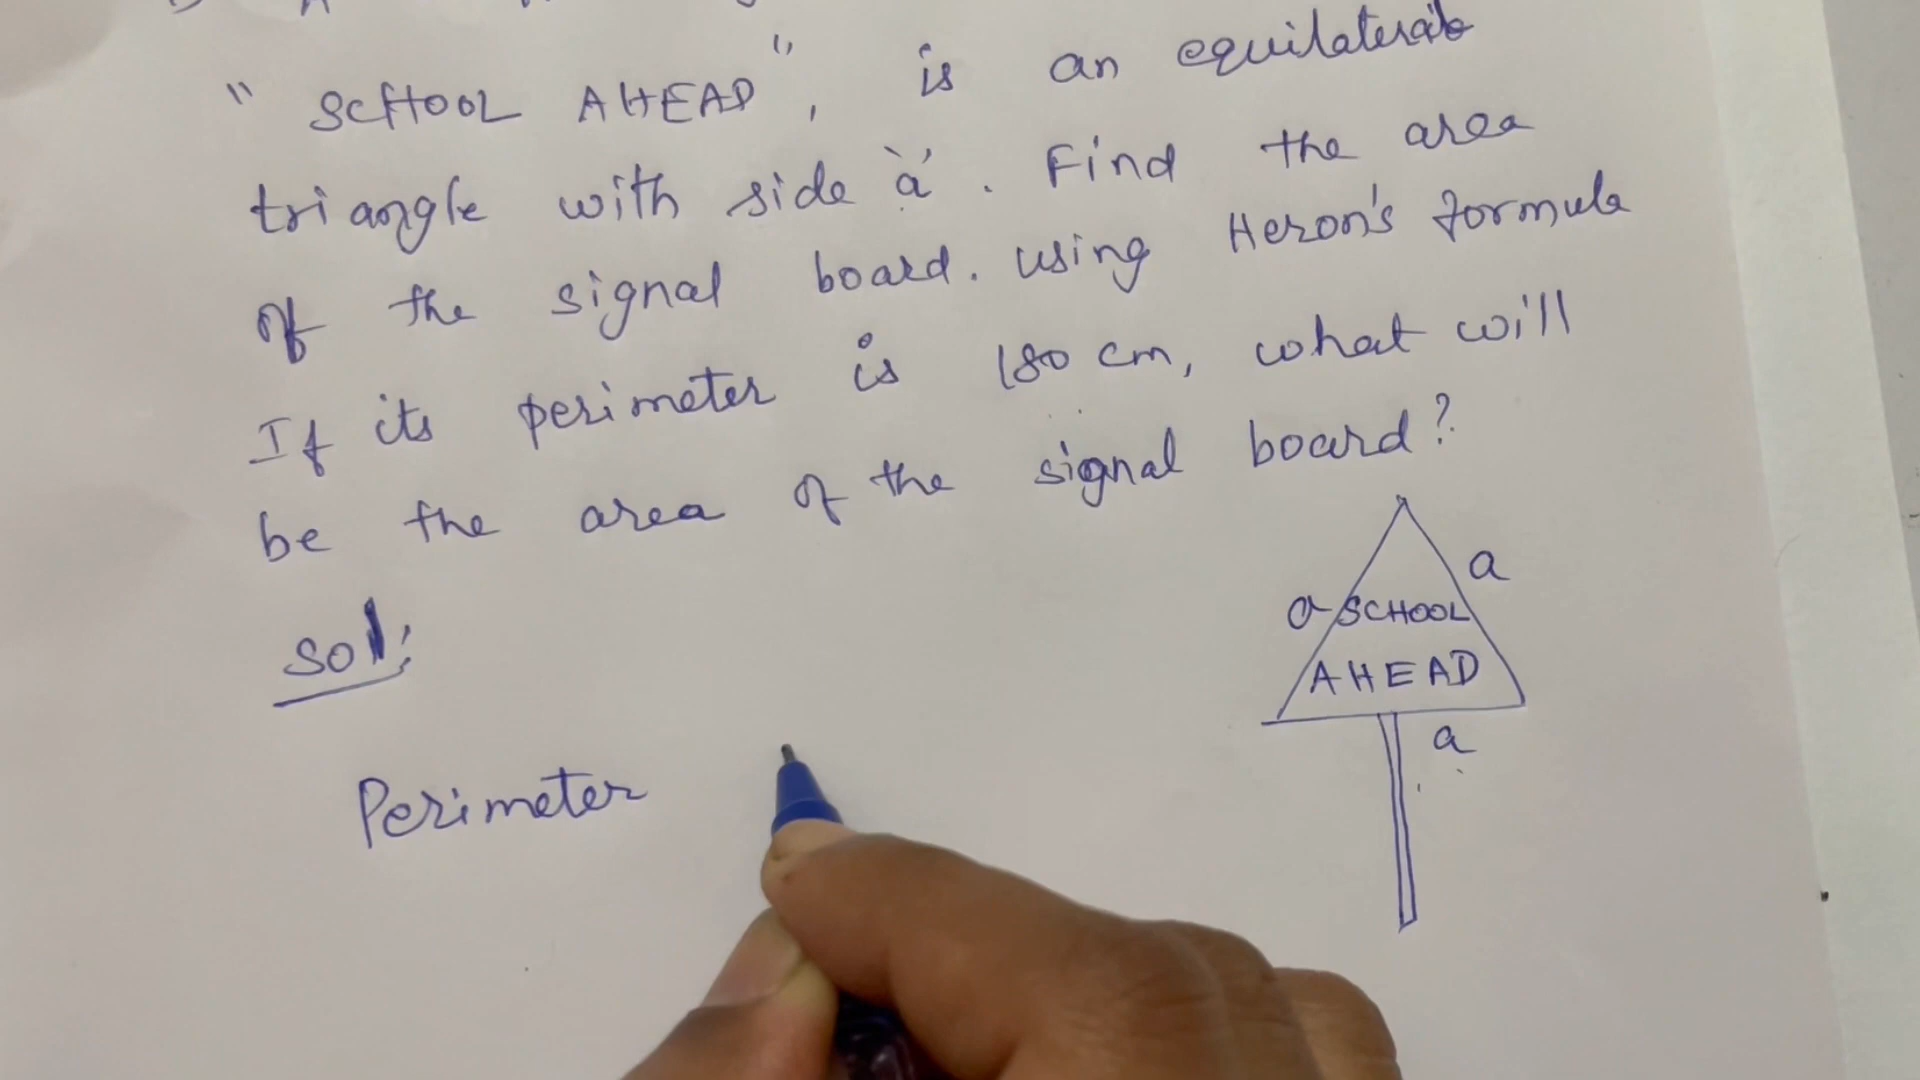 " SCHOOL AHEAD", is an equilateral
triangle with side 'a'. Find the area
of the signal board. using Heron's formula
If its perimeter is 180 cm, what will
be the area of the signal board?
Sol;
a
a SCHOOL
AHEAD
a
Perimeter